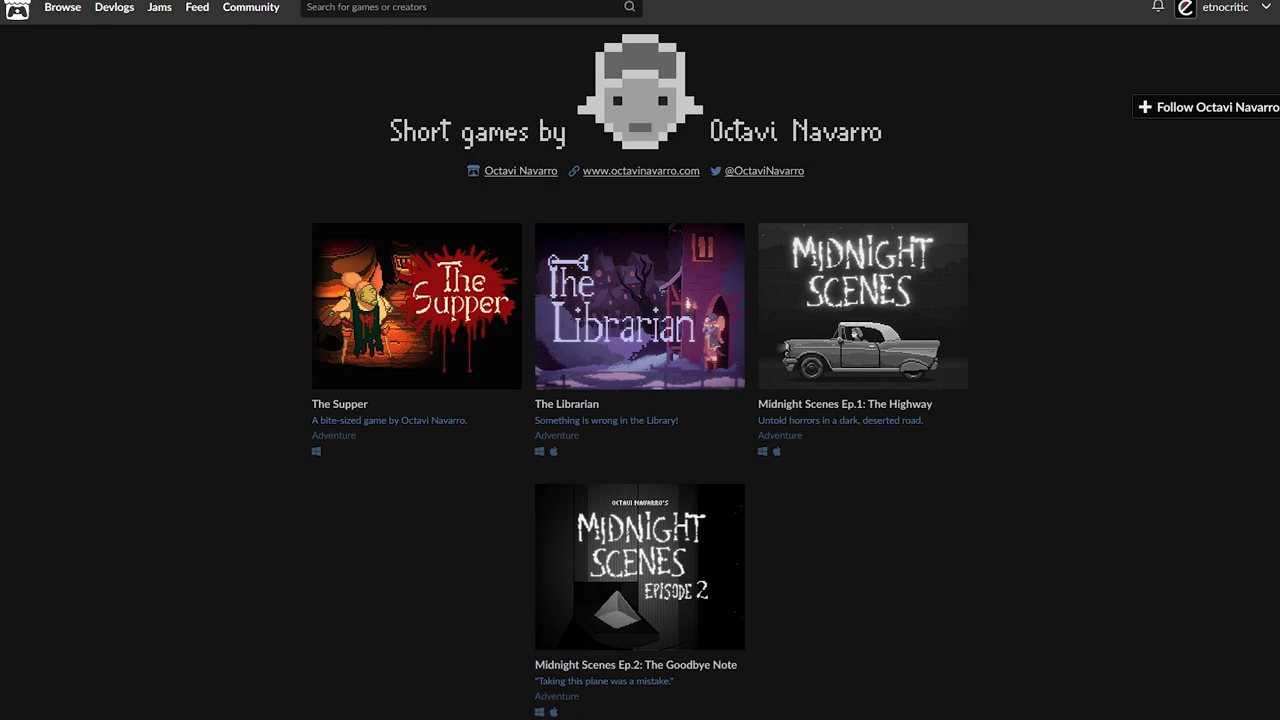 Browse Devlogs Jams Feed Community Search for games or creators etnocritic
Follow Octavi Navarro
Short games by Octavi Navarro
Octavi Navarro www.octavinavarro.com @OctaviNavarro
The Supper
The Librarian
MIDNIGHT SCENES
The Supper
A bite-sized game by Octavi Navarro.
Adventure
The Librarian
Something is wrong in the Library!
Adventure
Midnight Scenes Ep.1: The Highway
Untold horrors in a dark, deserted road.
Adventure
OCTAVI NAVARRO'S
MIDNIGHT
SCENES
EPISODE 2
Midnight Scenes Ep.2: The Goodbye Note
"Taking this plane was a mistake."
Adventure